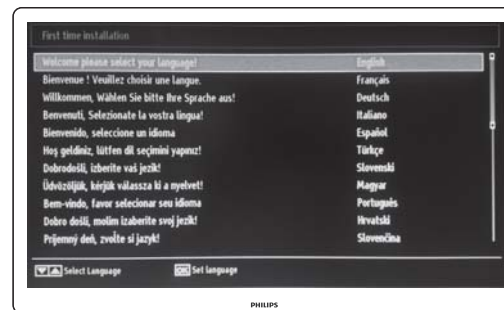 First time installation
Welcome please select your language! English
Bienvenue ! Veuillez choisir une langue. Français
Willkommen, Wählen Sie bitte Ihre Sprache aus! Deutsch
Benvenuti, Selezionate la vostra lingua! Italiano
Bienvenido, seleccione un idioma Español
Hoş geldiniz, lütfen dil seçimini yapınız! Türkçe
Dobrodošli, izberite vaš jezik! Slovenski
Üdvözöljük, kérjük válassza ki a nyelvet! Magyar
Bem-vindo, favor selecionar seu idioma Português
Dobro došli, molim izaberite svoj jezik! Hrvatski
Príjemný deň, zvoľte si jazyk! Slovenčina
Select Language OK Set language
PHILIPS